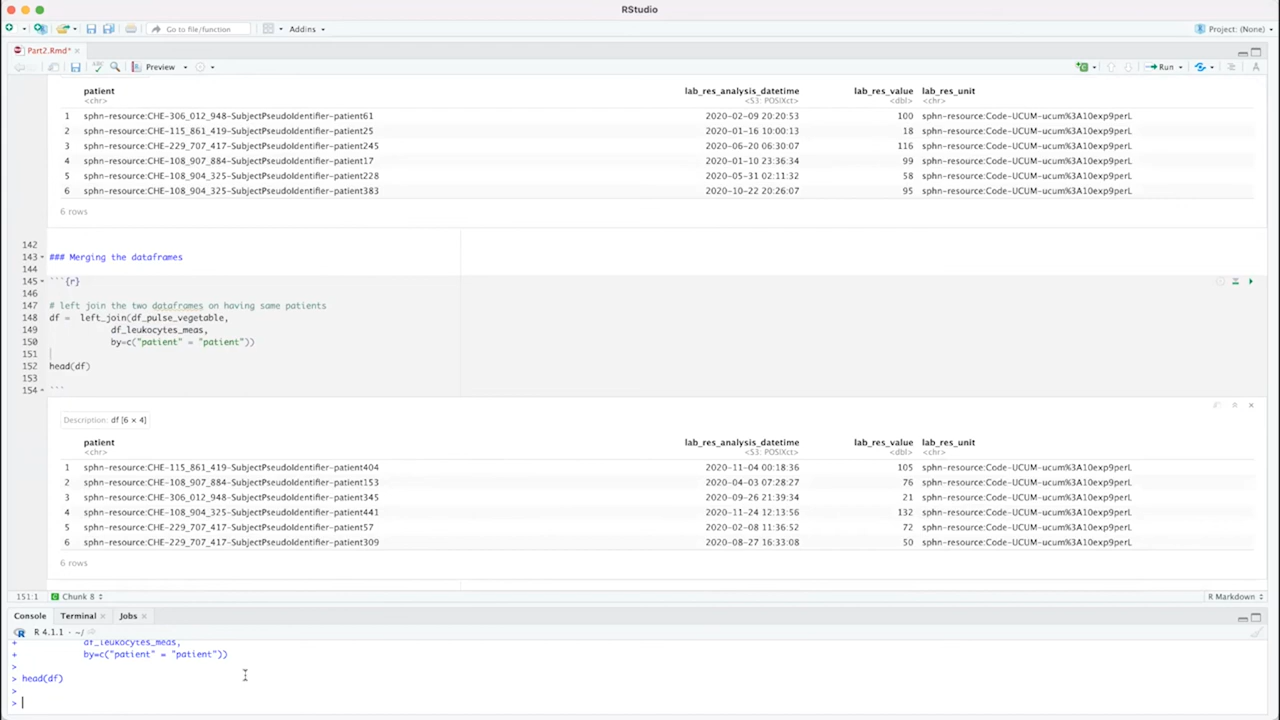 RStudio
Go to file/function
Addins
Project: (None)
Part2.Rmd*
Preview
Run
patient lab_res_analysis_datetime lab_res_value lab_res_unit
<chr> <S3: POSIXct> <dbl> <chr>
1 sphn-resource:CHE-306_012_948-SubjectPseudoIdentifier-patient61 2020-02-09 20:20:53 100 sphn-resource:Code-UCUM-ucum%3A10exp9perL
2 sphn-resource:CHE-115_861_419-SubjectPseudoIdentifier-patient25 2020-01-16 10:00:13 18 sphn-resource:Code-UCUM-ucum%3A10exp9perL
3 sphn-resource:CHE-229_707_417-SubjectPseudoIdentifier-patient245 2020-06-20 06:30:07 116 sphn-resource:Code-UCUM-ucum%3A10exp9perL
4 sphn-resource:CHE-108_907_884-SubjectPseudoIdentifier-patient17 2020-01-10 23:36:34 99 sphn-resource:Code-UCUM-ucum%3A10exp9perL
5 sphn-resource:CHE-108_904_325-SubjectPseudoIdentifier-patient228 2020-05-31 02:11:32 58 sphn-resource:Code-UCUM-ucum%3A10exp9perL
6 sphn-resource:CHE-108_904_325-SubjectPseudoIdentifier-patient383 2020-10-22 20:26:07 95 sphn-resource:Code-UCUM-ucum%3A10exp9perL
6 rows
142
143 ### Merging the dataframes
144
145 ```{r}
146
147 # left join the two dataframes on having same patients
148 df = left_join(df_pulse_vegetable,
149 df_leukocytes_meas,
150 by=c("patient" = "patient"))
151
152 head(df)
153
154 ```
Description: df [6 × 4]
patient lab_res_analysis_datetime lab_res_value lab_res_unit
<chr> <S3: POSIXct> <dbl> <chr>
1 sphn-resource:CHE-115_861_419-SubjectPseudoIdentifier-patient404 2020-11-04 00:18:36 105 sphn-resource:Code-UCUM-ucum%3A10exp9perL
2 sphn-resource:CHE-108_907_884-SubjectPseudoIdentifier-patient153 2020-04-03 07:28:27 76 sphn-resource:Code-UCUM-ucum%3A10exp9perL
3 sphn-resource:CHE-306_012_948-SubjectPseudoIdentifier-patient345 2020-09-26 21:39:34 21 sphn-resource:Code-UCUM-ucum%3A10exp9perL
4 sphn-resource:CHE-108_904_325-SubjectPseudoIdentifier-patient441 2020-11-24 12:13:56 132 sphn-resource:Code-UCUM-ucum%3A10exp9perL
5 sphn-resource:CHE-229_707_417-SubjectPseudoIdentifier-patient57 2020-02-08 11:36:52 72 sphn-resource:Code-UCUM-ucum%3A10exp9perL
6 sphn-resource:CHE-229_707_417-SubjectPseudoIdentifier-patient309 2020-08-27 16:33:08 50 sphn-resource:Code-UCUM-ucum%3A10exp9perL
6 rows
151:1 Chunk 8 R Markdown
Console Terminal Jobs
R 4.1.1 · ~/
+ df_leukocytes_meas,
+ by=c("patient" = "patient"))
>
> head(df)
>
>